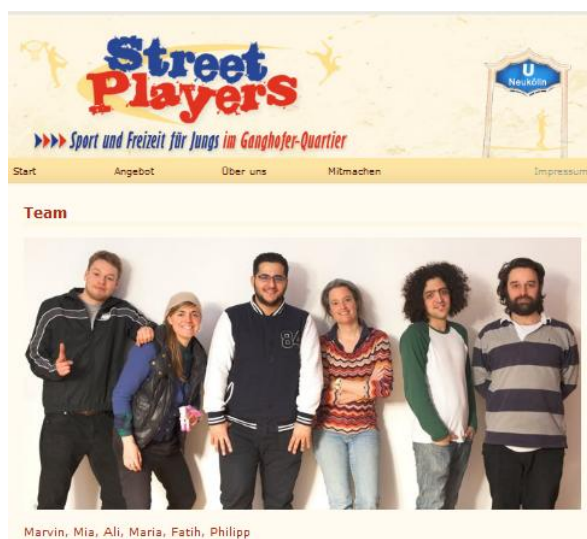 Street
Players
Sport und Freizeit für Jungs im Ganghofer-Quartier
U
Neukölln
Start Angebot Über uns Mitmachen Impressum
Team
84
Marvin, Mia, Ali, Maria, Fatih, Philipp